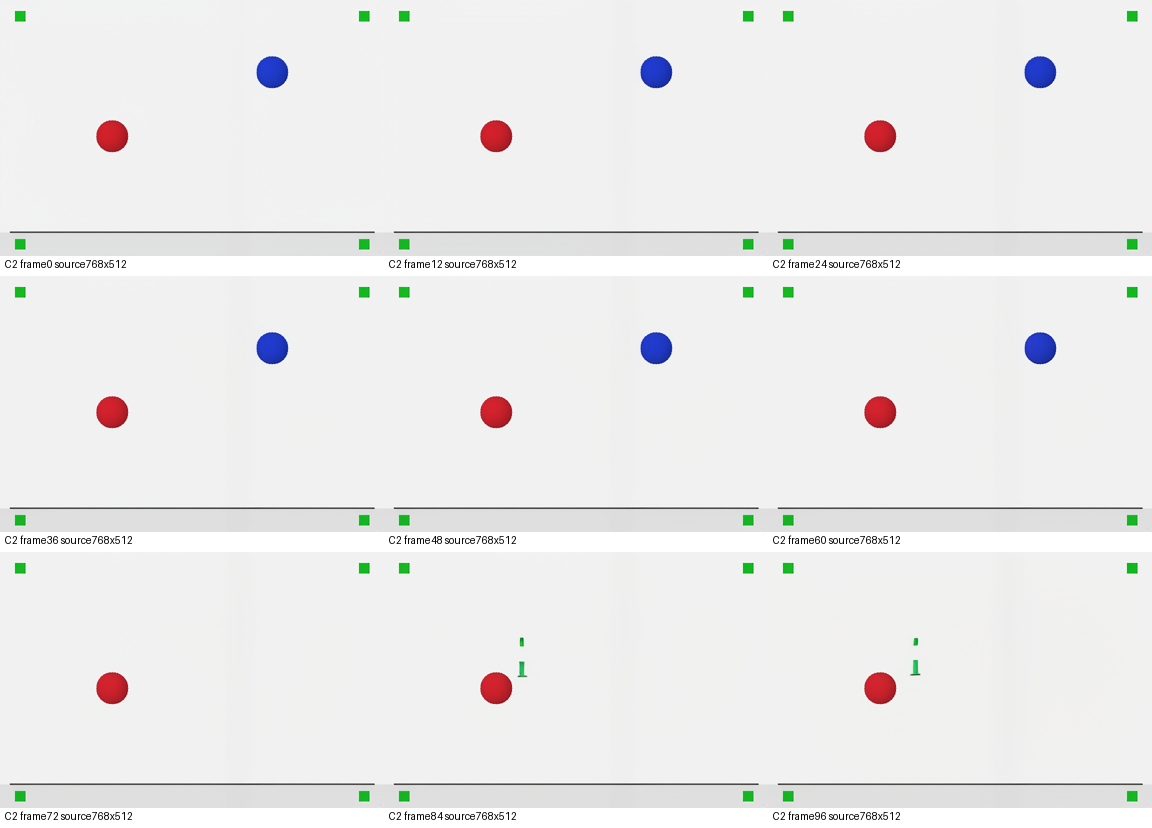 C2 frame0 source768x512
C2 frame12 source768x512
C2 frame24 source768x512
C2 frame36 source768x512
C2 frame48 source768x512
C2 frame60 source768x512
C2 frame72 source768x512
C2 frame84 source768x512
C2 frame96 source768x512